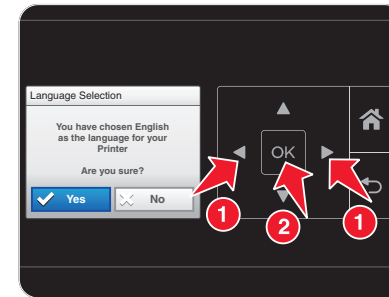 Language Selection
You have chosen English
as the language for your
Printer
Are you sure?
Yes
No
OK
1
2
1